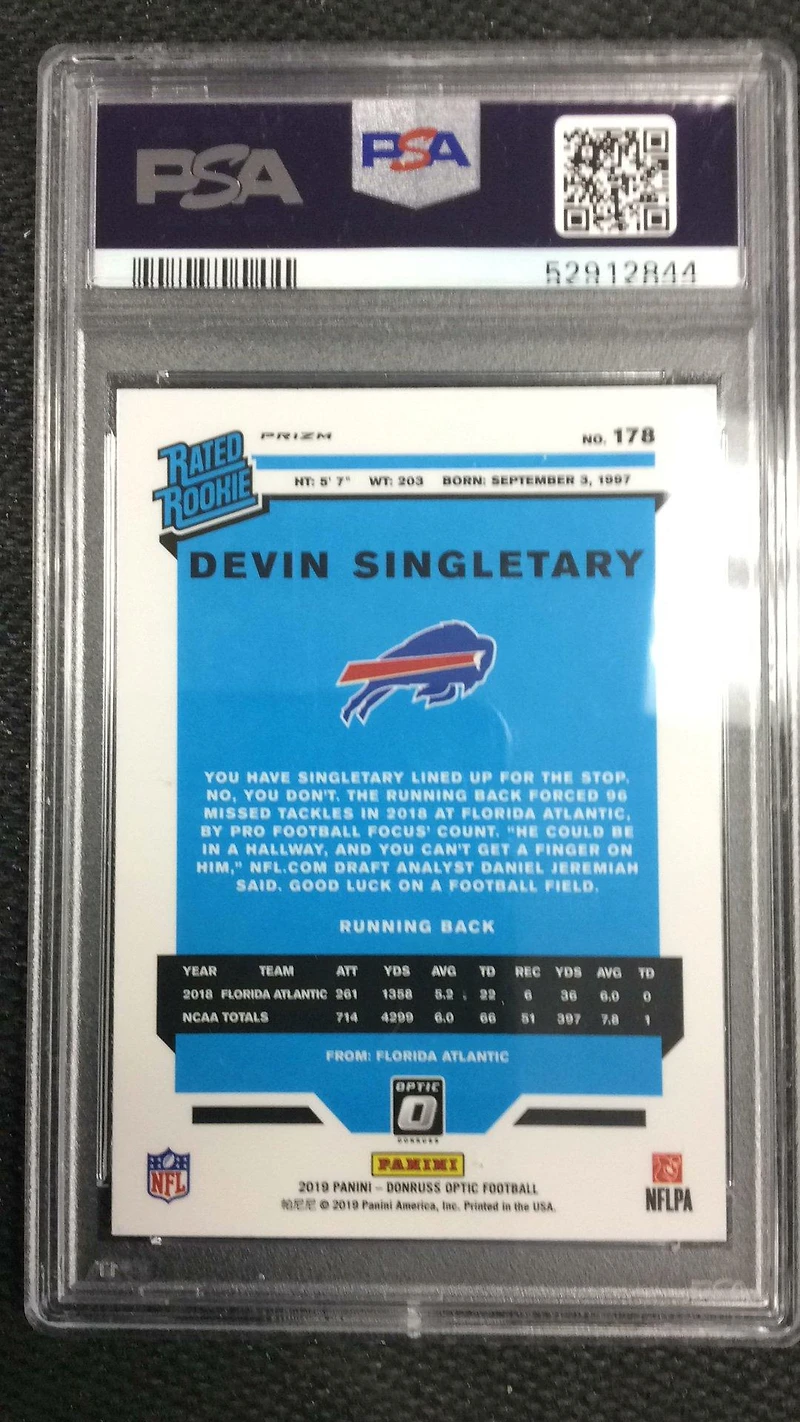 PSA
PSA
52912844
RATED
ROOKIE
PRIZM
NO. 178
HT: 5' 7" WT: 203 BORN: SEPTEMBER 3, 1997
DEVIN SINGLETARY
YOU HAVE SINGLETARY LINED UP FOR THE STOP.
NO, YOU DON'T. THE RUNNING BACK FORCED 96
MISSED TACKLES IN 2018 AT FLORIDA ATLANTIC,
BY PRO FOOTBALL FOCUS' COUNT. "HE COULD BE
IN A HALLWAY, AND YOU CAN'T GET A FINGER ON
HIM," NFL.COM DRAFT ANALYST DANIEL JEREMIAH
SAID. GOOD LUCK ON A FOOTBALL FIELD.
RUNNING BACK
YEAR TEAM ATT YDS AVG TD REC YDS AVG TD
2018 FLORIDA ATLANTIC 261 1358 5.2 22 6 36 6.0 0
NCAA TOTALS 714 4299 6.0 66 51 397 7.8 1
FROM: FLORIDA ATLANTIC
OPTIC
O
DONRUSS
PANINI
NFL
NFLPA
2019 PANINI – DONRUSS OPTIC FOOTBALL
帕尼尼 © 2019 Panini America, Inc. Printed in the USA.